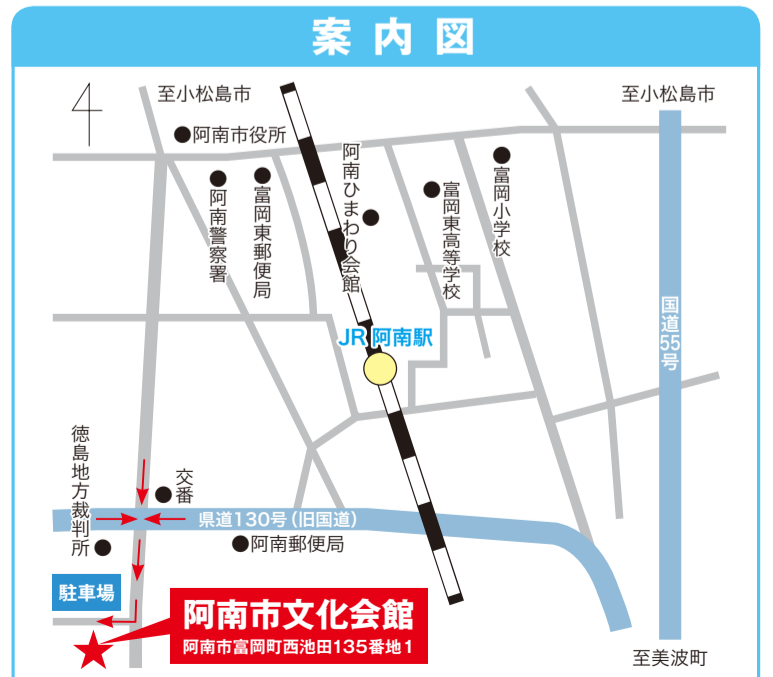 案内図
至小松島市
至小松島市
阿南市役所
阿南ひまわり会館
富岡小学校
阿南警察署
富岡東郵便局
富岡東高等学校
国道55号
JR 阿南駅
徳島地方裁判所
交番
県道130号(旧国道)
阿南郵便局
駐車場
阿南市文化会館
阿南市富岡町西池田135番地1
至美波町